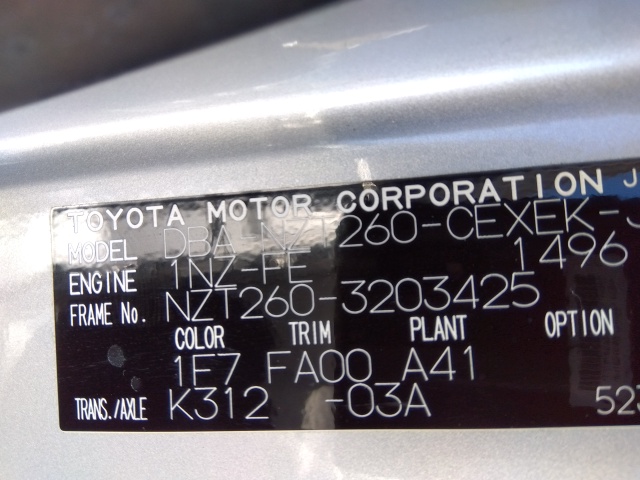 TOYOTA MOTOR CORPORATION J
MODEL DBA-NZT260-CEXEK-J
ENGINE 1NZ-FE 1496
FRAME No. NZT260-3203425
COLOR TRIM PLANT OPTION
1F7 FA00 A41
TRANS./AXLE K312 -03A 523